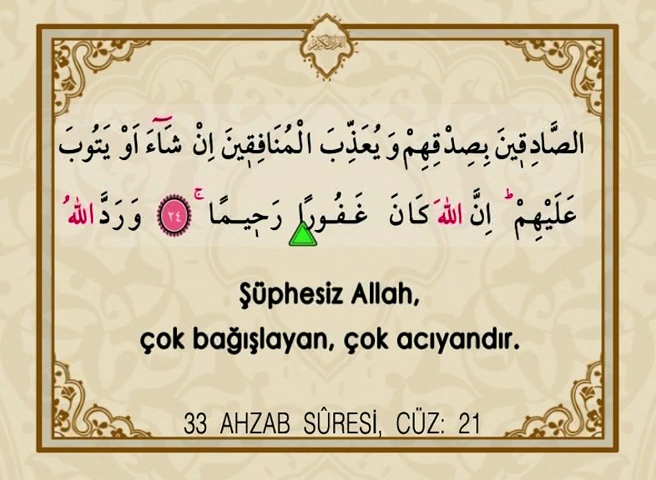 الصَّادِقِينَ بِصِدْقِهِمْ وَ يُعَذِّبَ الْمُنَافِقِينَ اِنْ شَٓاءَ اَوْ يَتُوبَ
عَلَيْهِمْ ۜ اِنَّ اللّٰهَ كَانَ غَفُورًا رَح۪يمًا ۚ ﴿٢٤﴾ وَرَدَّ اللّٰهُ
Şüphesiz Allah,
çok bağışlayan, çok acıyandır.
33 AHZAB SÛRESİ, CÜZ: 21